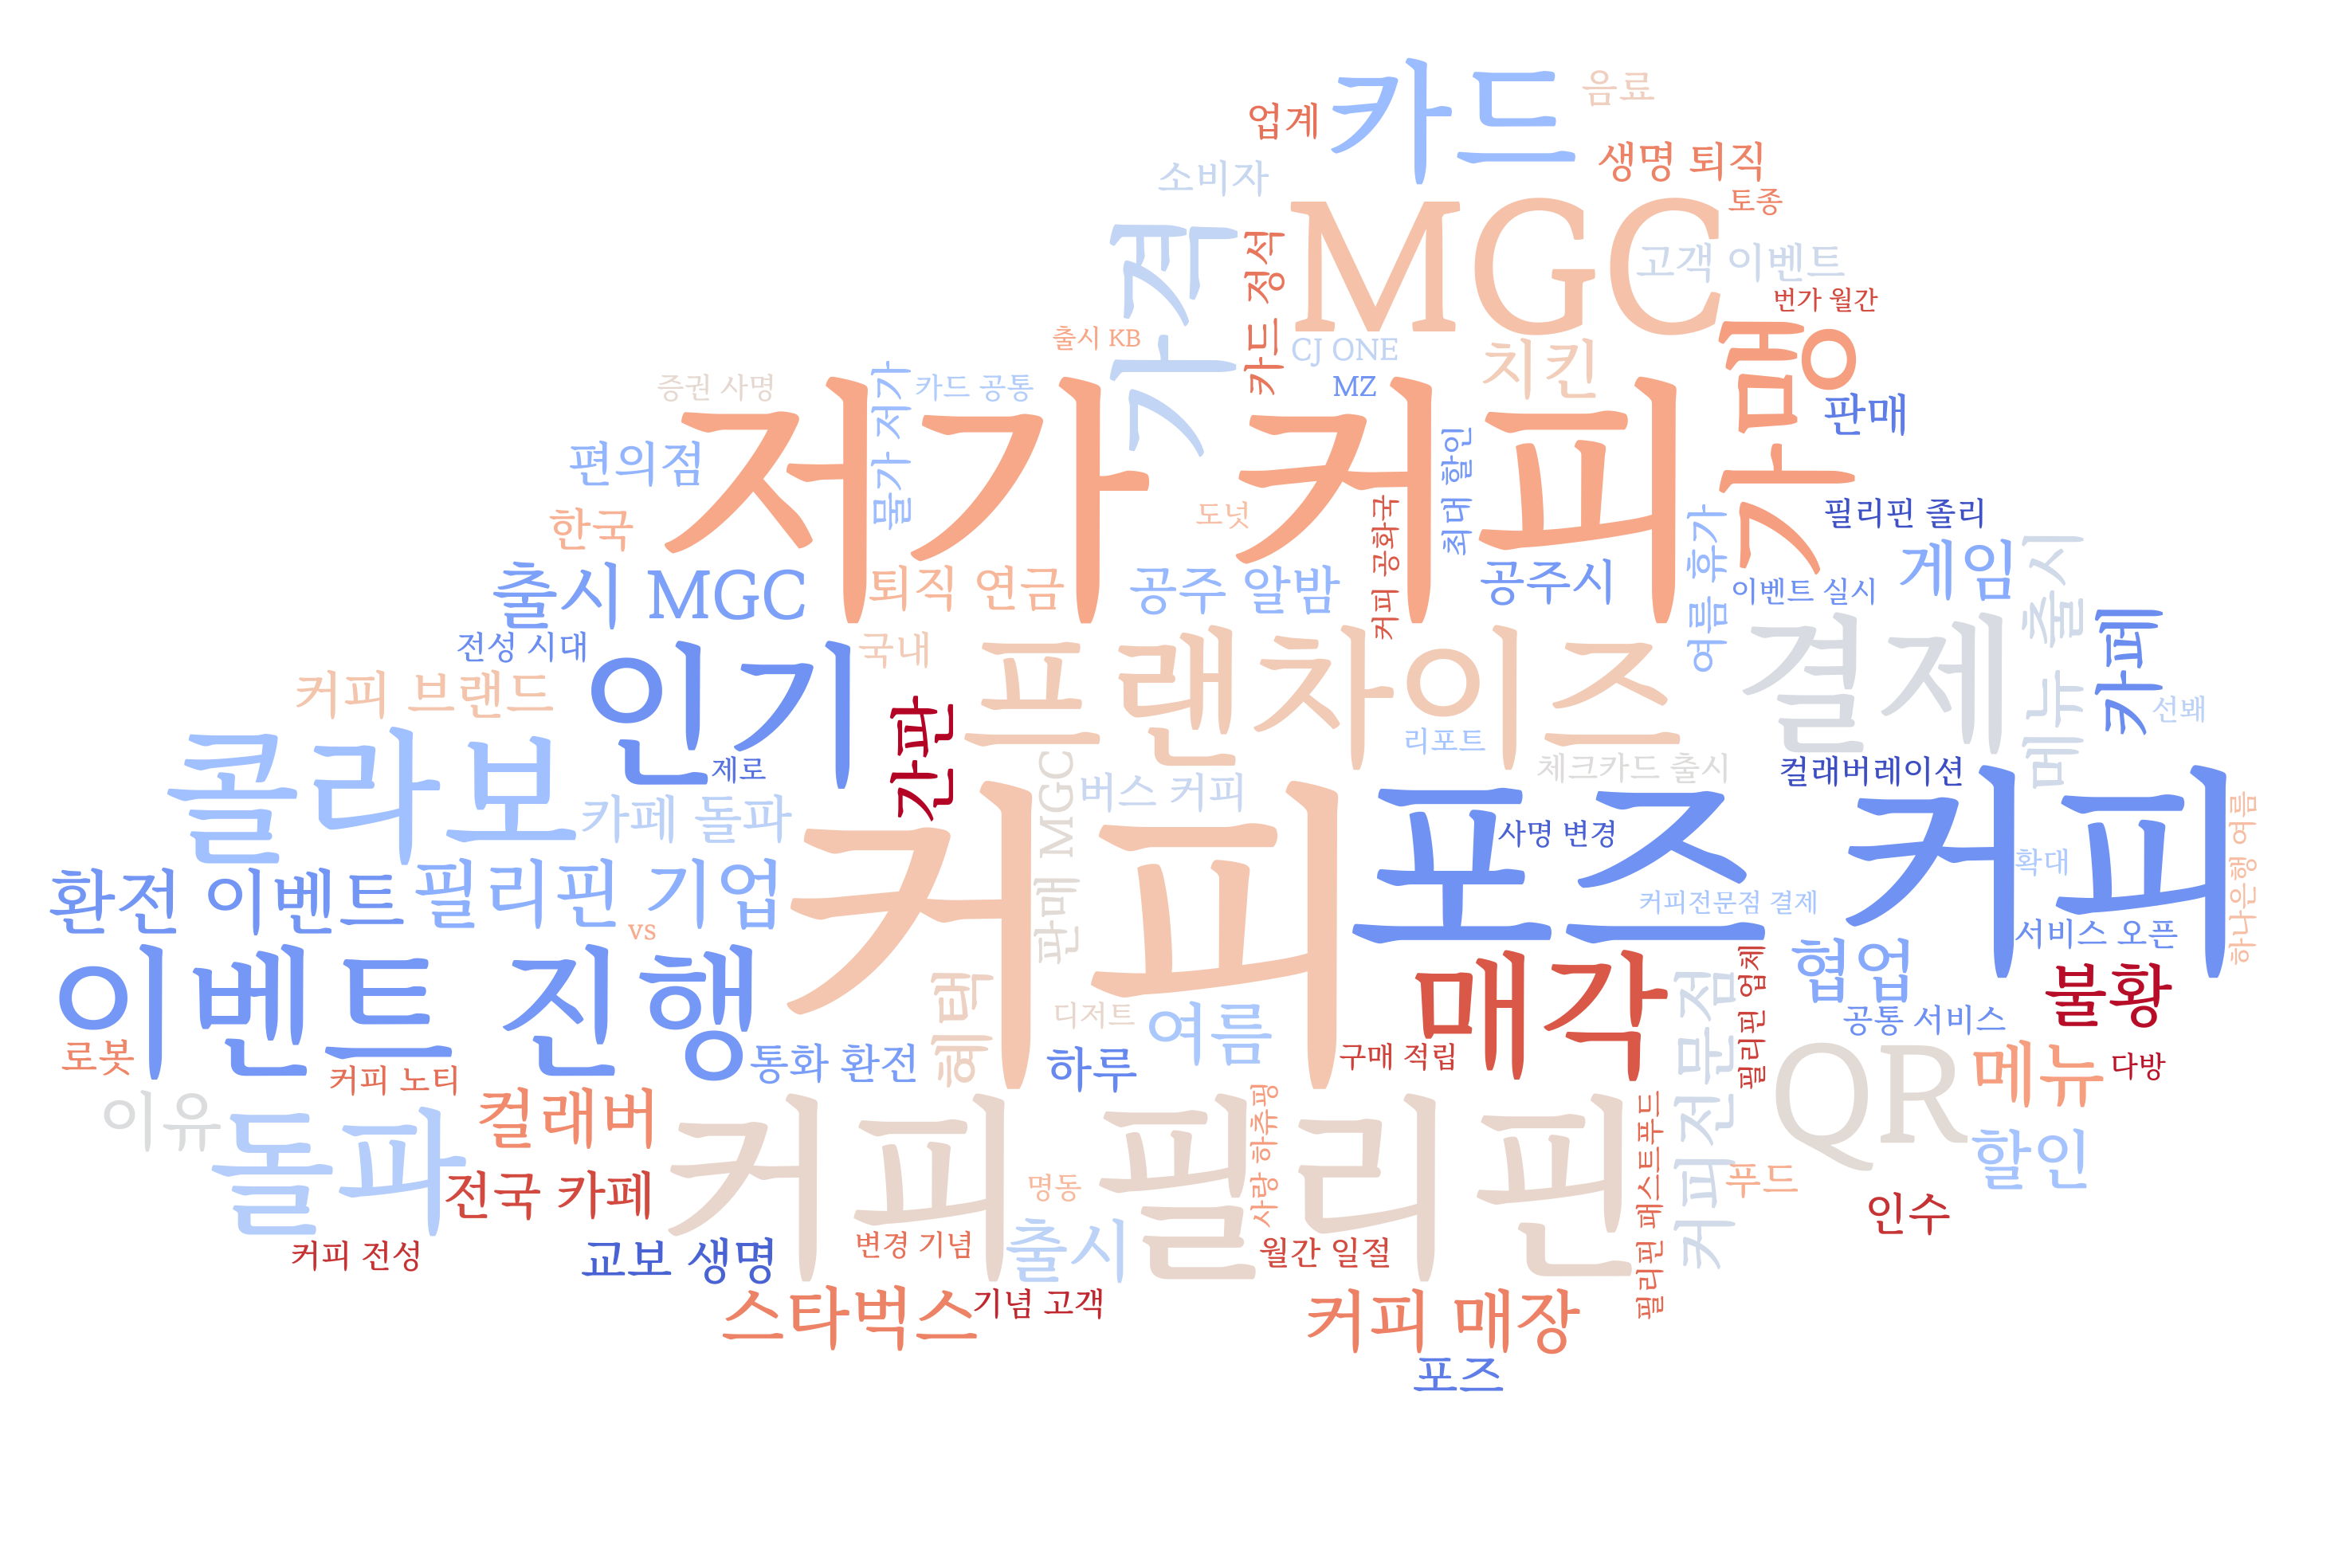 카드
음료
업계
생명 퇴직
소비자
토종
MGC
가격
카드 정석
고객 이벤트
번가 월간
출시 KB
CJ ONE
치킨
가맹
MZ
증권 사명
물가 저가
카드 공통
저가 커피
판매
편의점
최대 할인
한국
도넛
커피 공화국
필리핀 졸리
여름 휴가
게임
메뉴 출시
출시 MGC
퇴직 연금
공주 알밤
공주시
이벤트 실시
카페
전성 시대
인기
국내
프랜차이즈
결제
커피 브랜드
간판
선봬
콜라보
제로
리포트
체크카드 출시
컬래버레이션
판매 MGC
버스 커피
커피
포즈 커피
하나은행 여름
카페 돌파
사명 변경
확대
환전 이벤트
필리핀 기업
vs
커피전문점 결제
서비스 오픈
이벤트 진행
매각
필리핀 업체
협업
불황
혜택
커피 전문점
디저트
여름
공통 서비스
로봇
커피 노티
통화 환전
하루
구매 적립
QR
메뉴
다방
이유
돌파
컬래버
커피 필리핀
사랑 하츄핑
필리핀 패스트푸드
할인
전국 카페
명동
푸드
인수
커피 전성
교보 생명
변경 기념
출시
월간 일절
스타벅스
기념 고객
커피 매장
포즈